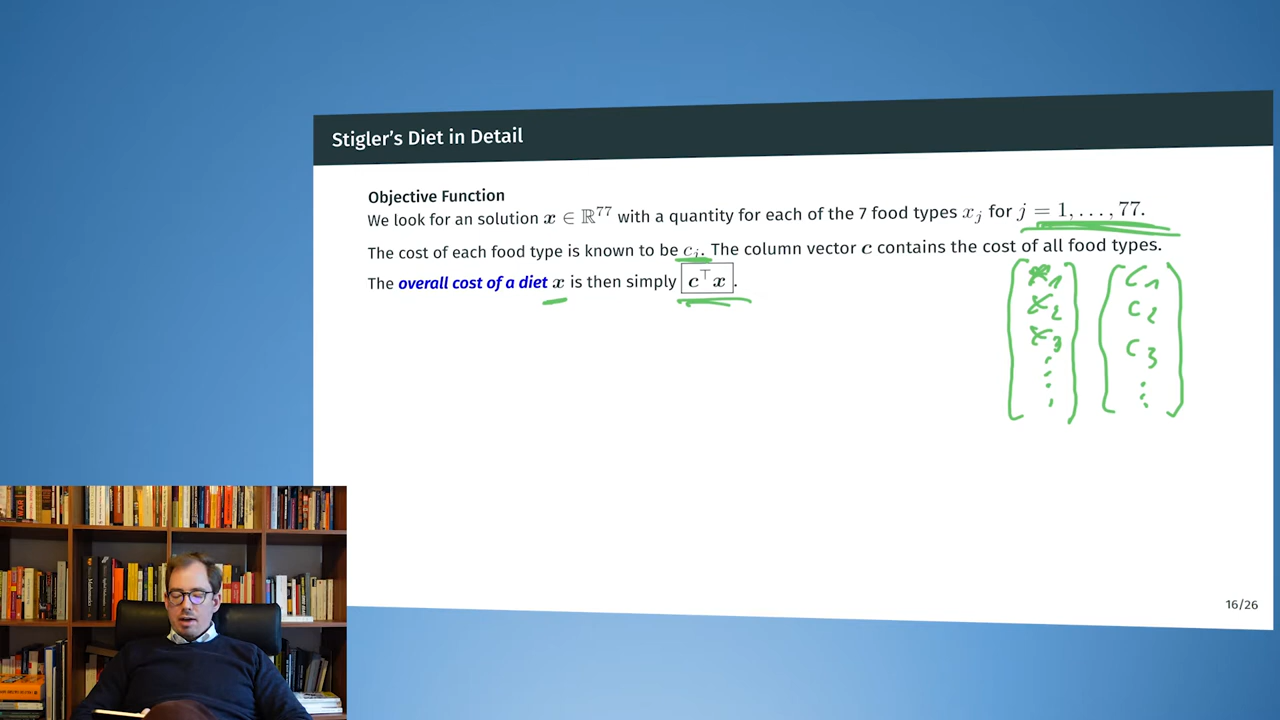 Stigler's Diet in Detail
Objective Function
We look for an solution x ∈ ℝ⁷⁷ with a quantity for each of the 7 food types xⱼ for j = 1, . . . , 77.
The cost of each food type is known to be cⱼ. The column vector c contains the cost of all food types.
The overall cost of a diet x is then simply c⊤x.
x₁ c₁
x₂ c₂
x₃ c₃
⋮ ⋮
16/26
WAR
Mathematics